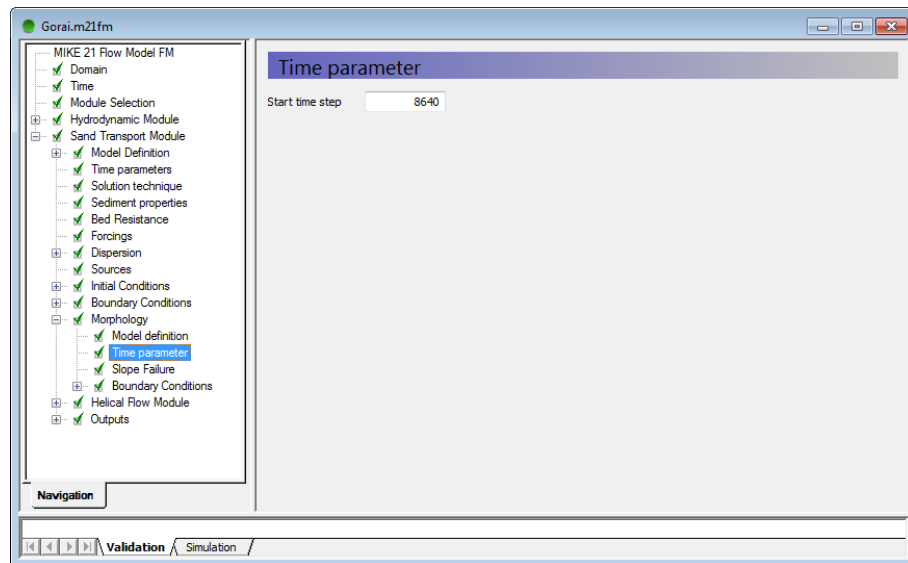 Gorai.m21fm
MIKE 21 Flow Model FM
Domain
Time
Module Selection
Hydrodynamic Module
Sand Transport Module
Model Definition
Time parameters
Solution technique
Sediment properties
Bed Resistance
Forcings
Dispersion
Sources
Initial Conditions
Boundary Conditions
Morphology
Model definition
Time parameter
Slope Failure
Boundary Conditions
Helical Flow Module
Outputs
Navigation
Time parameter
Start time step 8640
Validation Simulation